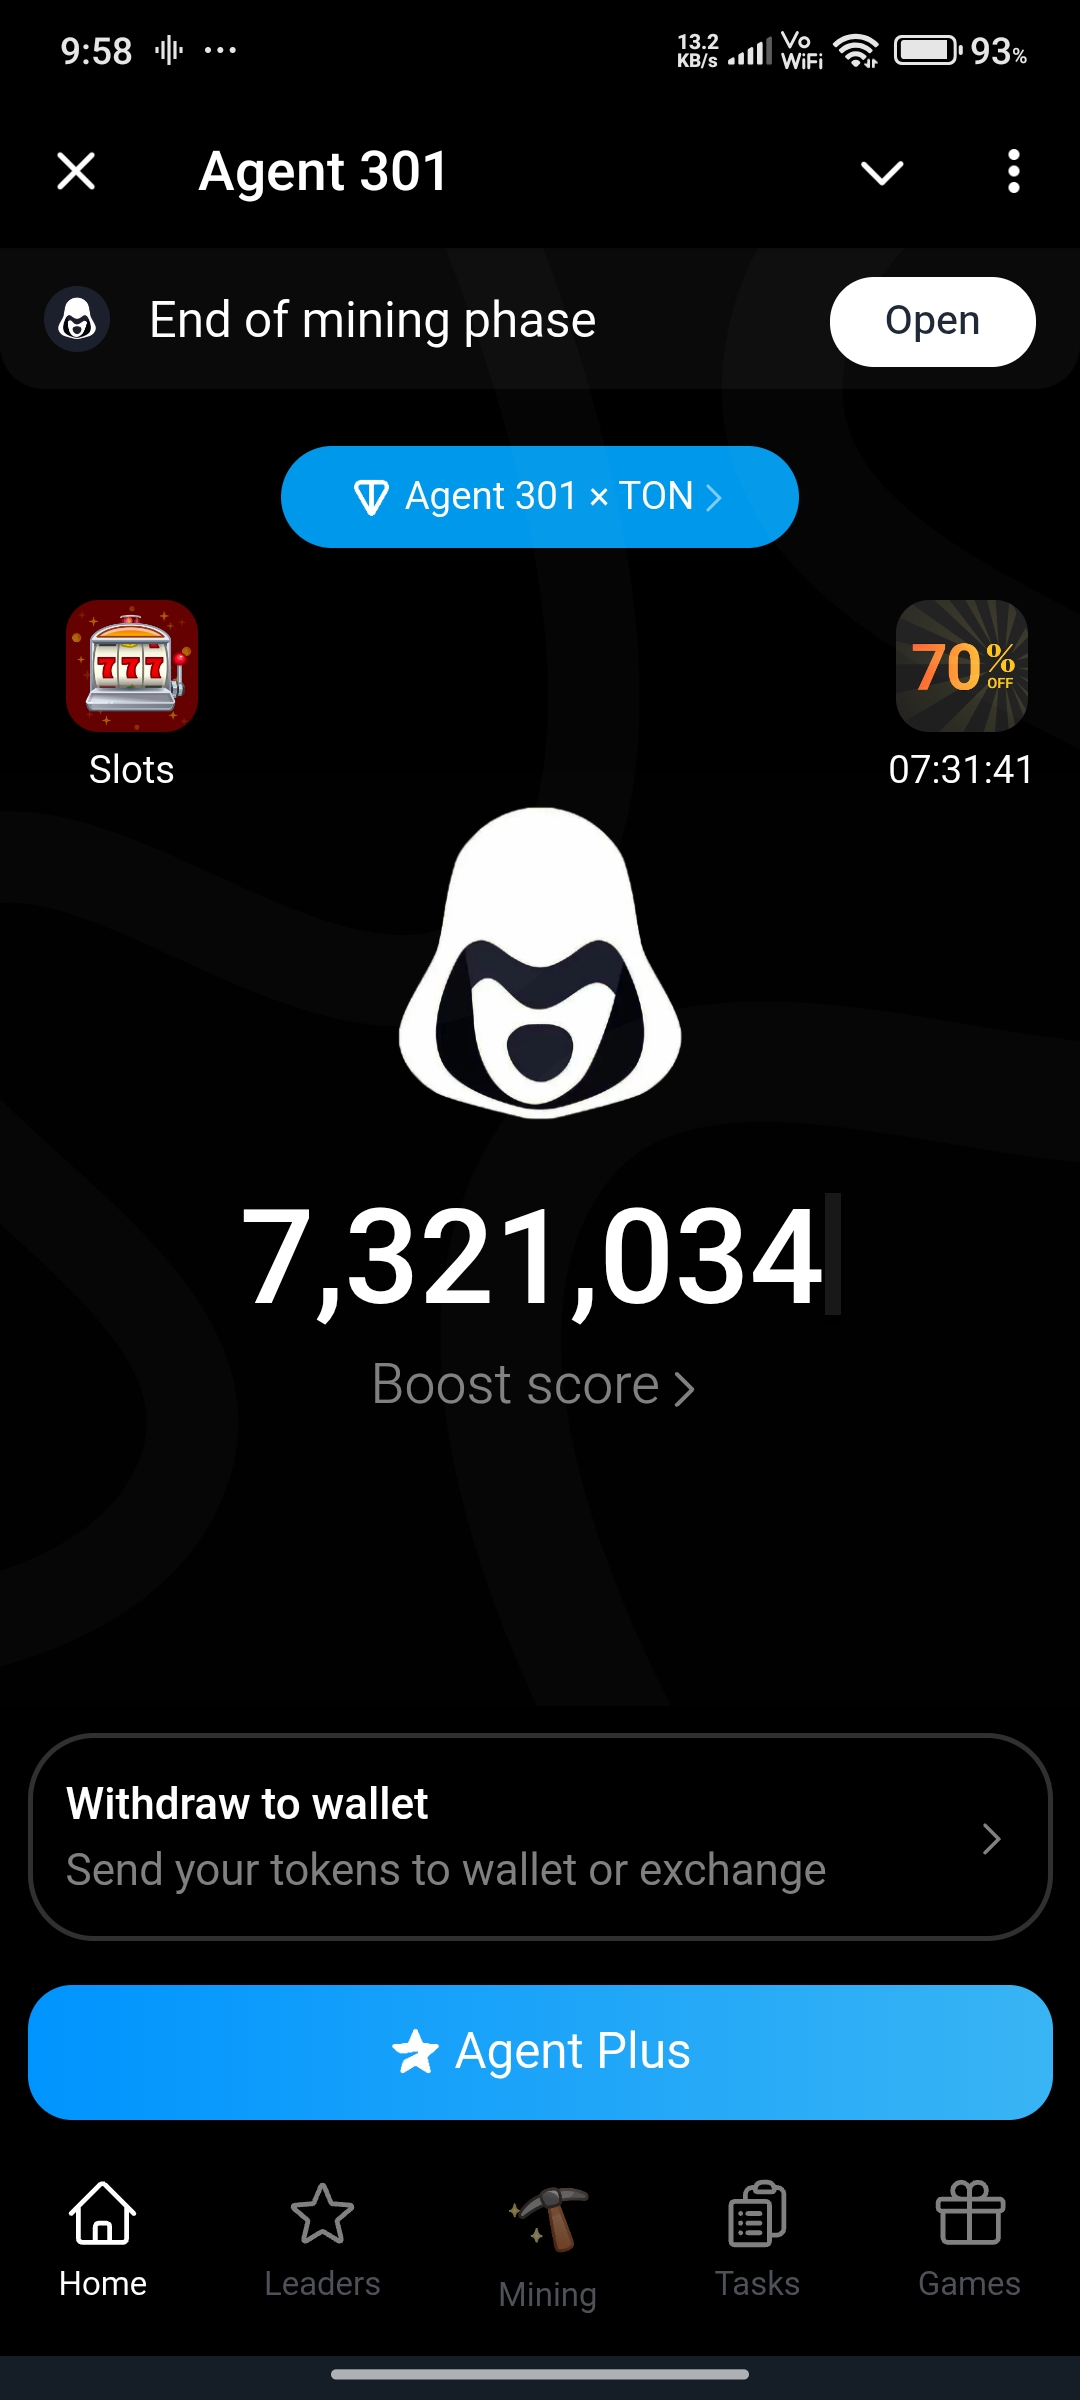 9:58 ... 13.2 KB/s Vo WiFi 93%
Agent 301
End of mining phase Open
Agent 301 × TON
777
70% OFF
Slots 07:31:41
7,321,034
Boost score
Withdraw to wallet
Send your tokens to wallet or exchange
Agent Plus
Home Leaders Mining Tasks Games